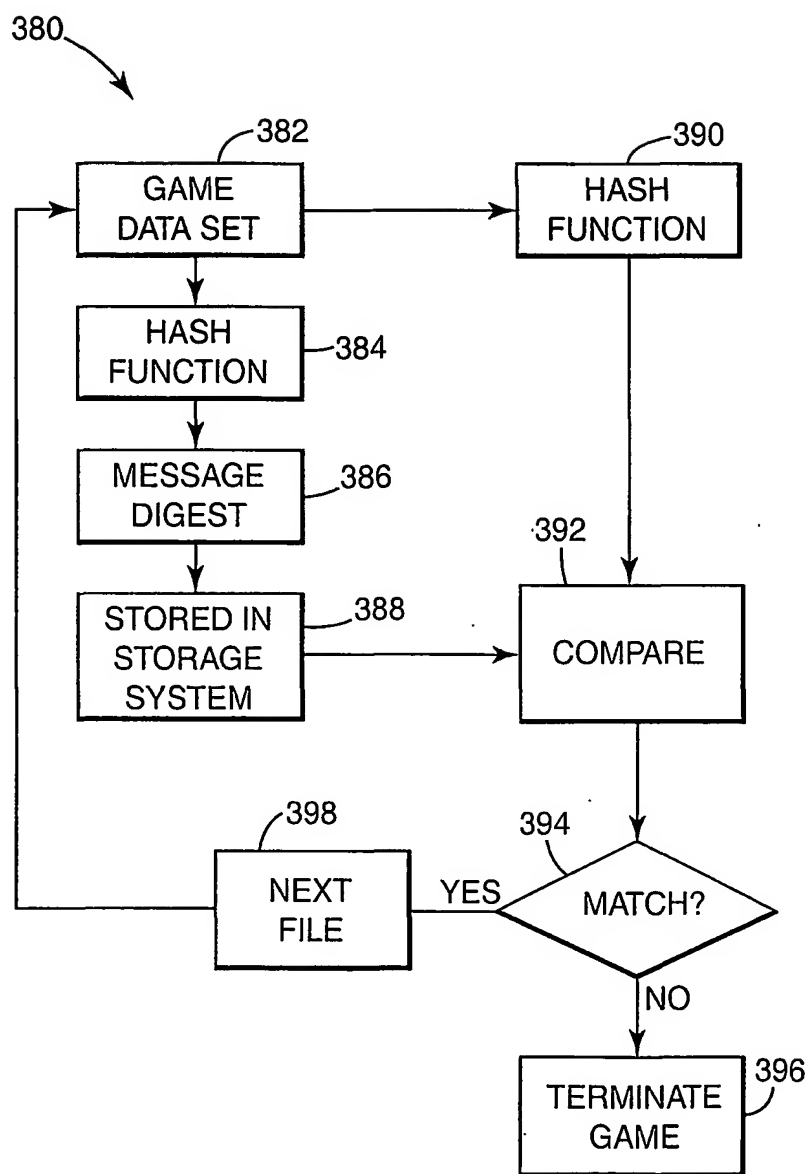 380
382
390
GAME
DATA SET
HASH
FUNCTION
HASH
FUNCTION
384
MESSAGE
DIGEST
386
392
STORED IN
STORAGE
SYSTEM
388
COMPARE
398
394
NEXT
FILE
YES
MATCH?
NO
396
TERMINATE
GAME